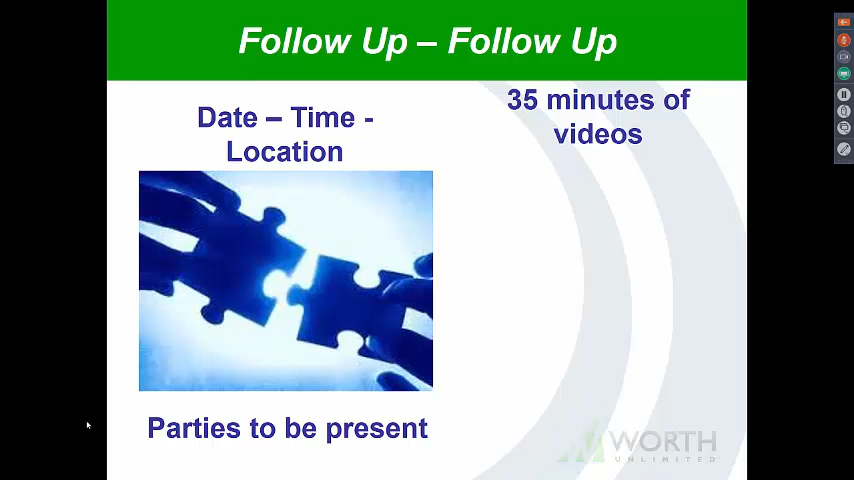 Follow Up – Follow Up
Date – Time -
Location
35 minutes of
videos
Parties to be present
WORTH
UNLIMITED